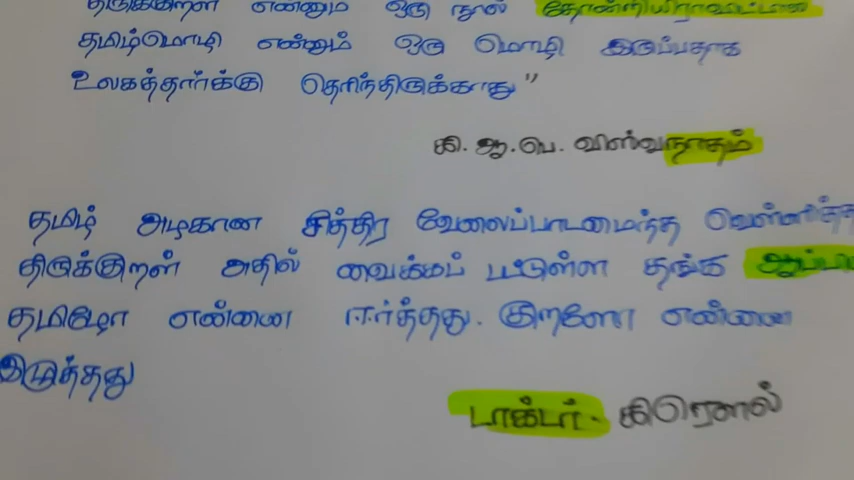 திருக்குறள் என்னும் ஒரு நூல் தோன்றியிராவிட்டால்
தமிழ்மொழி என்னும் ஒரு மொழி இருப்பதாக
உலகத்தார்க்கு தெரிந்திருக்காது"
கி. ஆ. பெ. விஸ்வநாதம்
தமிழ் அழகான சித்திர வேலைப்பாடமைந்த
திருக்குறள் அதில் வைக்கப் பட்டுள்ள தங்க
தமிழோ என்னை ஈர்த்தது. குறளோ என்னை
இழுத்தது
டாக்டர். கிரௌல்